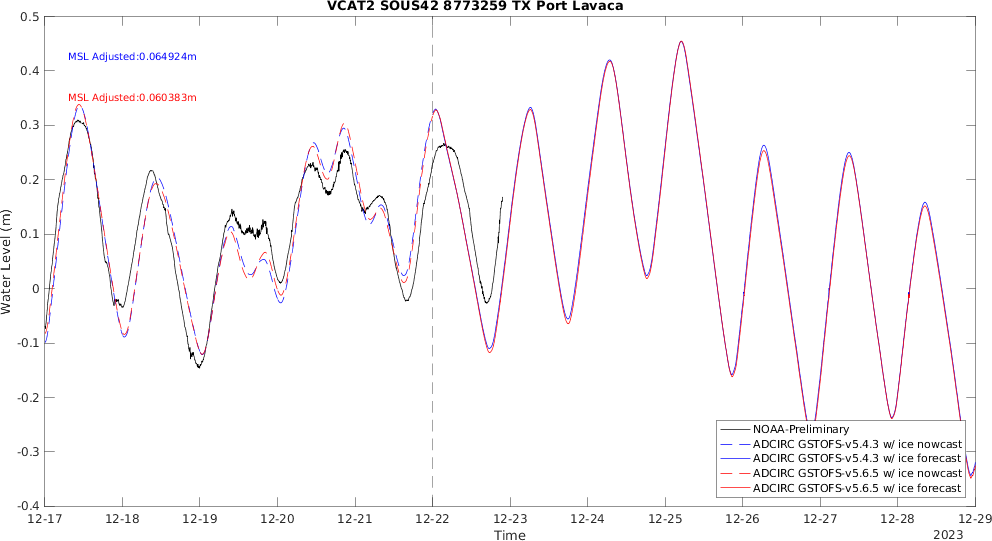 VCAT2 SOUS42 8773259 TX Port Lavaca
MSL Adjusted:0.064924m
MSL Adjusted:0.060383m
0.5
0.4
0.3
0.2
0.1
0
-0.1
-0.2
-0.3
-0.4
Water Level (m)
NOAA-Preliminary
ADCIRC GSTOFS-v5.4.3 w/ ice nowcast
ADCIRC GSTOFS-v5.4.3 w/ ice forecast
ADCIRC GSTOFS-v5.6.5 w/ ice nowcast
ADCIRC GSTOFS-v5.6.5 w/ ice forecast
12-17 12-18 12-19 12-20 12-21 12-22 12-23 12-24 12-25 12-26 12-27 12-28 12-29
Time
2023